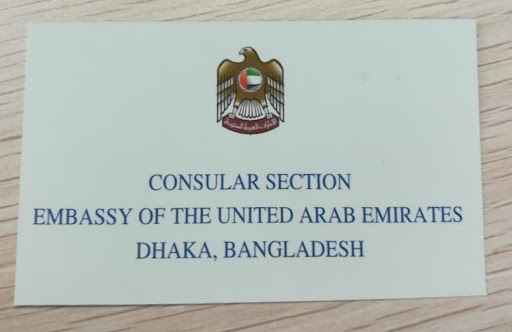 CONSULAR SECTION
EMBASSY OF THE UNITED ARAB EMIRATES
DHAKA, BANGLADESH